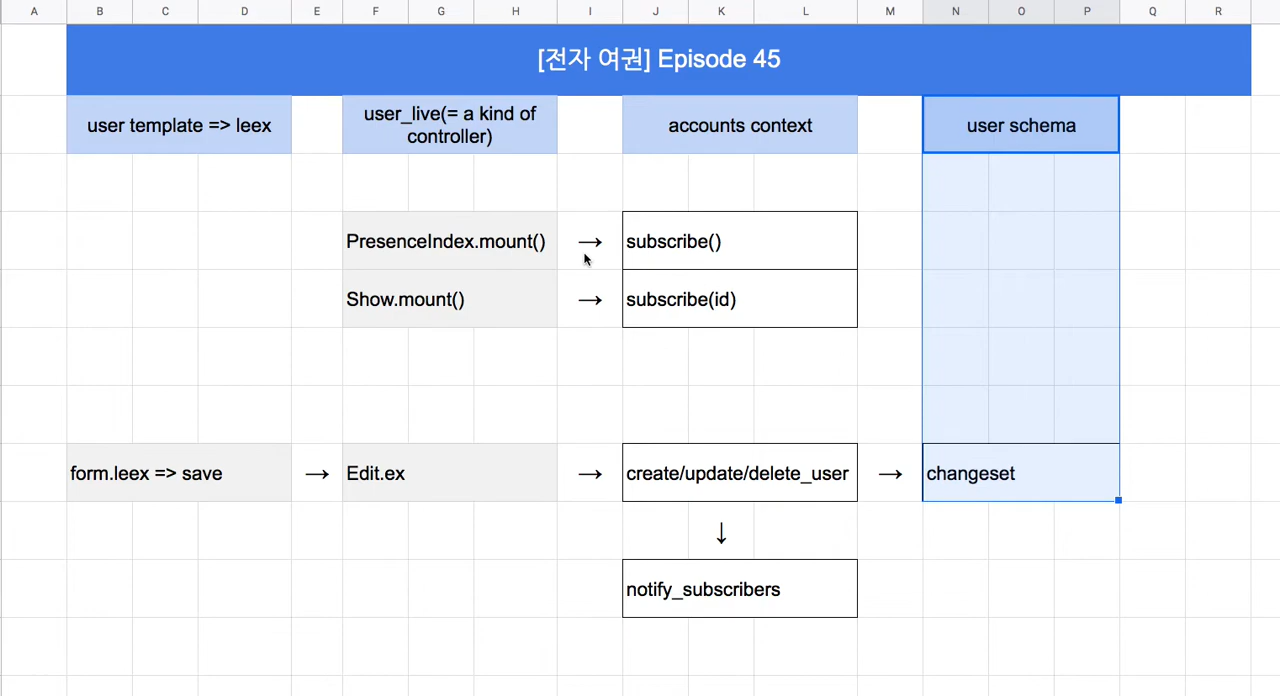 A B C D E F G H I J K L M N O P Q R
[전자 여권] Episode 45
user template => leex
user_live(= a kind of
controller)
accounts context
user schema
PresenceIndex.mount() → subscribe()
Show.mount() → subscribe(id)
form.leex => save → Edit.ex → create/update/delete_user → changeset
↓
notify_subscribers